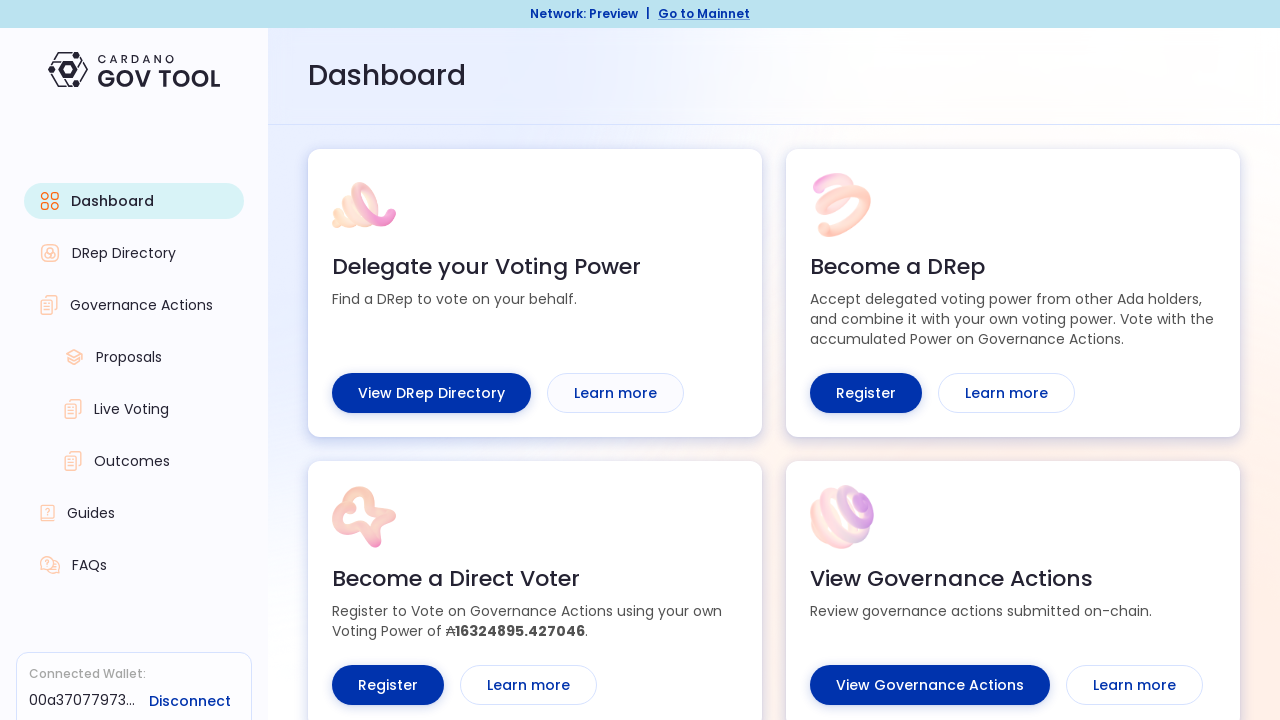 Network: Preview | Go to Mainnet
CARDANO
GOV TOOL
Dashboard
DRep Directory
Governance Actions
Proposals
Live Voting
Outcomes
Guides
FAQs
Connected Wallet:
00a37077973... Disconnect
Dashboard
Delegate your Voting Power
Find a DRep to vote on your behalf.
View DRep Directory Learn more
Become a DRep
Accept delegated voting power from other Ada holders,
and combine it with your own voting power. Vote with the
accumulated Power on Governance Actions.
Register Learn more
Become a Direct Voter
Register to Vote on Governance Actions using your own
Voting Power of ₳16324895.427046.
Register Learn more
View Governance Actions
Review governance actions submitted on-chain.
View Governance Actions Learn more